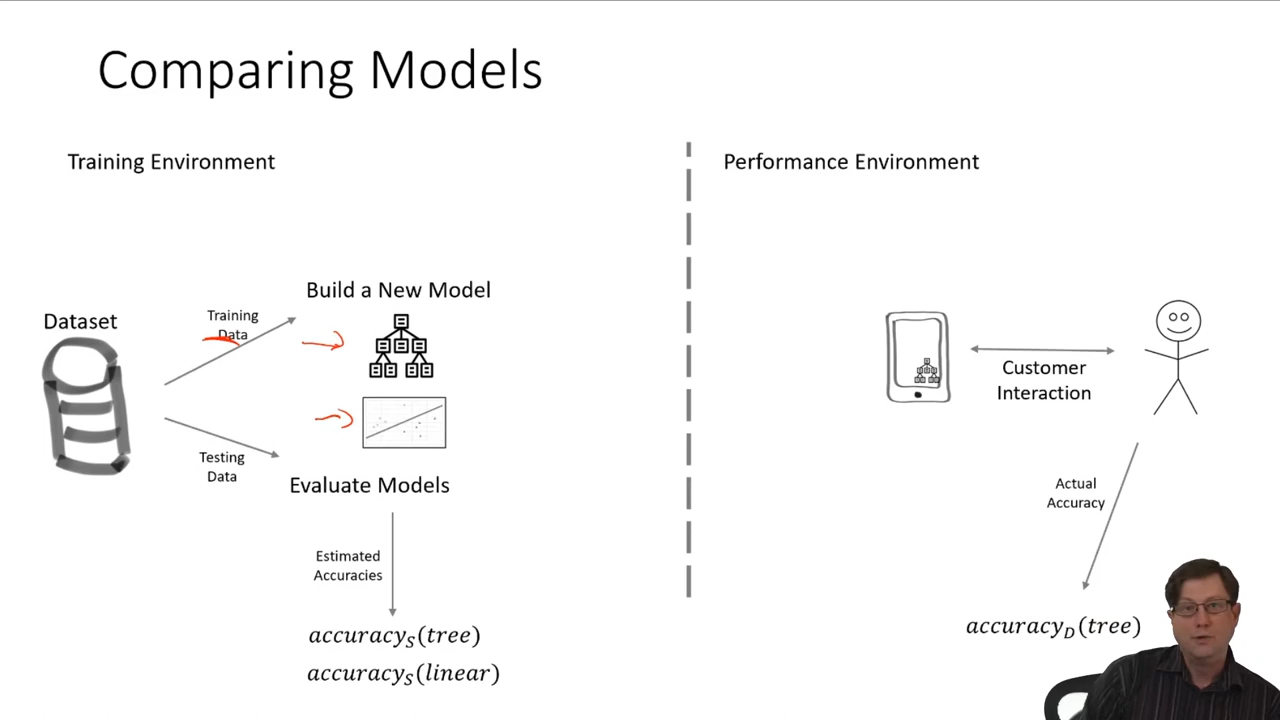 Comparing Models
Training Environment
Performance Environment
Build a New Model
Dataset
Training
Data
Testing
Data
Evaluate Models
Estimated
Accuracies
accuracy_S(tree)
accuracy_S(linear)
Customer
Interaction
Actual
Accuracy
accuracy_D(tree)